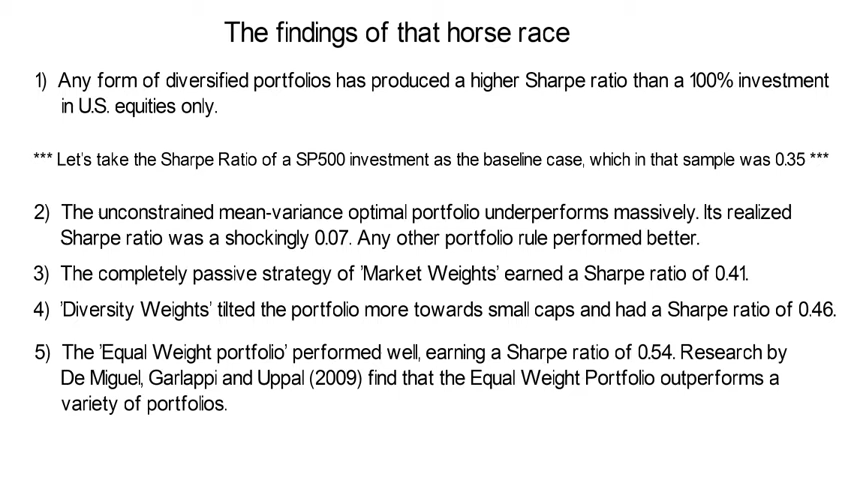 The findings of that horse race
1) Any form of diversified portfolios has produced a higher Sharpe ratio than a 100% investment
in U.S. equities only.
*** Let's take the Sharpe Ratio of a SP500 investment as the baseline case, which in that sample was 0.35 ***
2) The unconstrained mean-variance optimal portfolio underperforms massively. Its realized
Sharpe ratio was a shockingly 0.07. Any other portfolio rule performed better.
3) The completely passive strategy of 'Market Weights' earned a Sharpe ratio of 0.41.
4) 'Diversity Weights' tilted the portfolio more towards small caps and had a Sharpe ratio of 0.46.
5) The 'Equal Weight portfolio' performed well, earning a Sharpe ratio of 0.54. Research by
De Miguel, Garlappi and Uppal (2009) find that the Equal Weight Portfolio outperforms a
variety of portfolios.